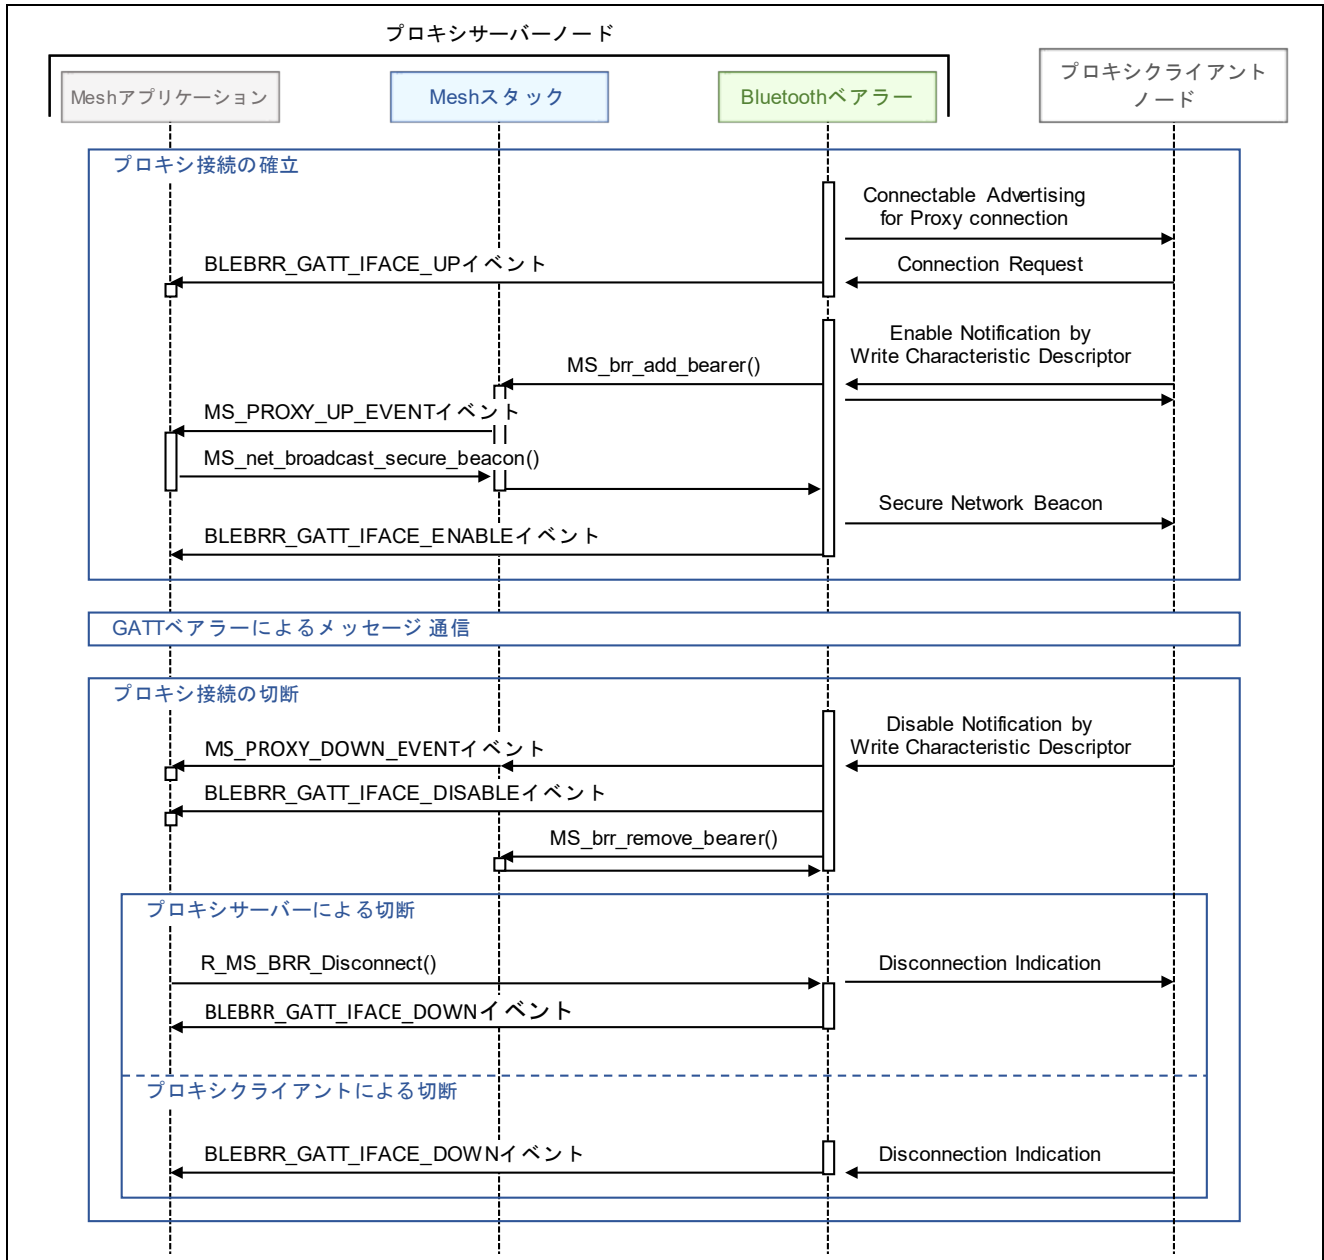 プロキシサーバーノード
Meshアプリケーション
Meshスタック
Bluetoothベアラー
プロキシクライアント
ノード
プロキシ接続の確立
Connectable Advertising
for Proxy connection
BLEBRR_GATT_IFACE_UPイベント
Connection Request
Enable Notification by
Write Characteristic Descriptor
MS_brr_add_bearer()
MS_PROXY_UP_EVENTイベント
MS_net_broadcast_secure_beacon()
Secure Network Beacon
BLEBRR_GATT_IFACE_ENABLEイベント
GATTベアラーによるメッセージ 通信
プロキシ接続の切断
Disable Notification by
Write Characteristic Descriptor
MS_PROXY_DOWN_EVENTイベント
BLEBRR_GATT_IFACE_DISABLEイベント
MS_brr_remove_bearer()
プロキシサーバーによる切断
R_MS_BRR_Disconnect()
Disconnection Indication
BLEBRR_GATT_IFACE_DOWNイベント
プロキシクライアントによる切断
BLEBRR_GATT_IFACE_DOWNイベント
Disconnection Indication